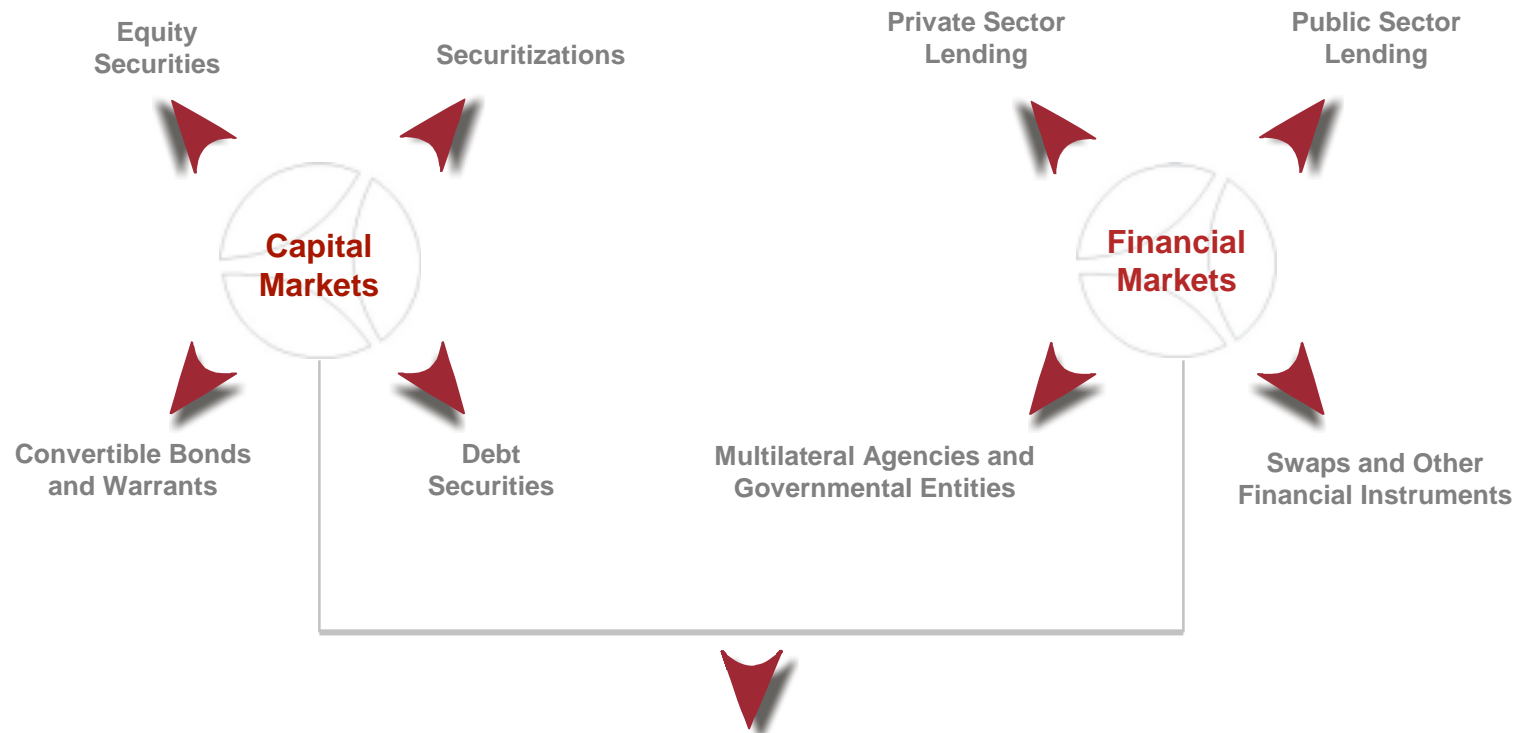 Equity
Securities
Securitizations
Private Sector
Lending
Public Sector
Lending
Capital
Markets
Financial
Markets
Convertible Bonds
and Warrants
Debt
Securities
Multilateral Agencies and
Governmental Entities
Swaps and Other
Financial Instruments